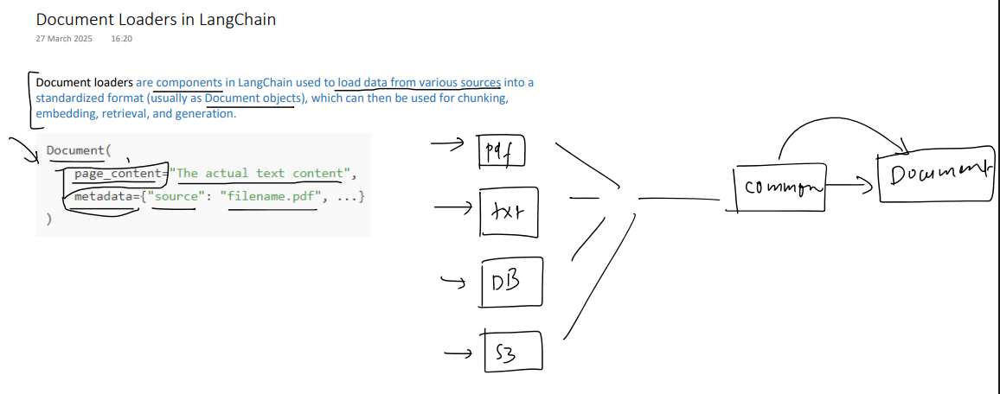 Document Loaders in LangChain
27 March 2025 16:20
Document loaders are components in LangChain used to load data from various sources into a
standardized format (usually as Document objects), which can then be used for chunking,
embedding, retrieval, and generation.
Document(
page_content="The actual text content",
metadata={"source": "filename.pdf", ...}
)
pdf
txt
DB
S3
common
Document